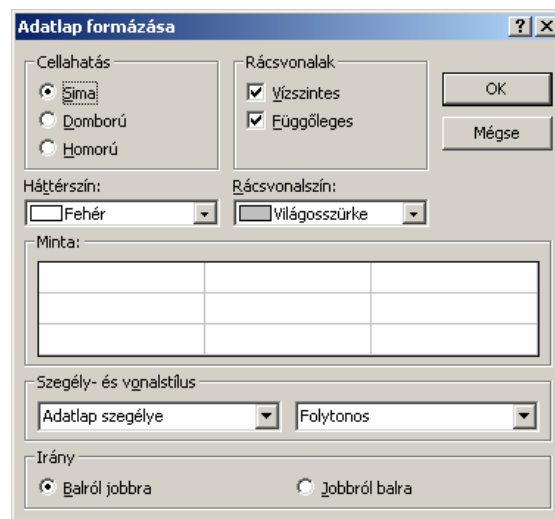 Adatlap formázása
Cellahatás
Sima
Domború
Homorú
Rácsvonalak
Vízszintes
Függőleges
OK
Mégse
Háttérszín:
Fehér
Rácsvonalszín:
Világosszürke
Minta:
Szegély- és vonalstílus
Adatlap szegélye
Folytonos
Irány
Balról jobbra
Jobbról balra